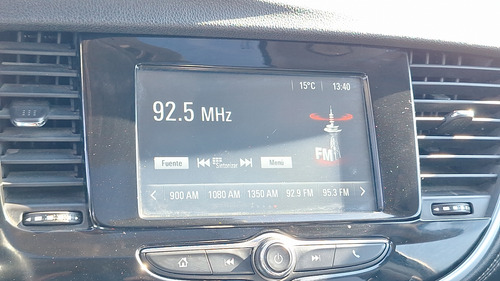 15°C 13:40
92.5 MHz
FM
Fuente Sintonizar Menú
900 AM 1080 AM 1350 AM 92.9 FM 95.3 FM